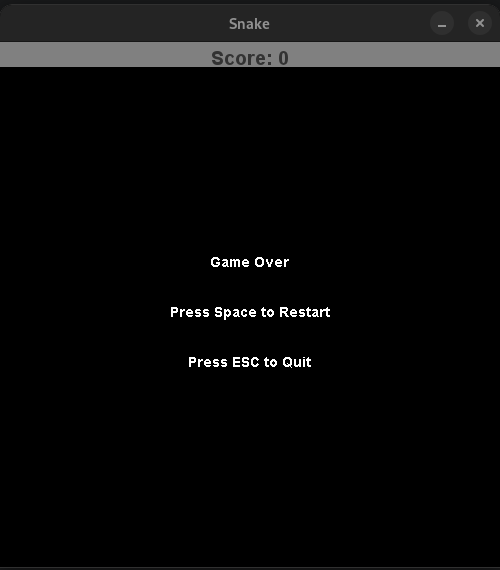 Snake
Score: 0
Game Over
Press Space to Restart
Press ESC to Quit